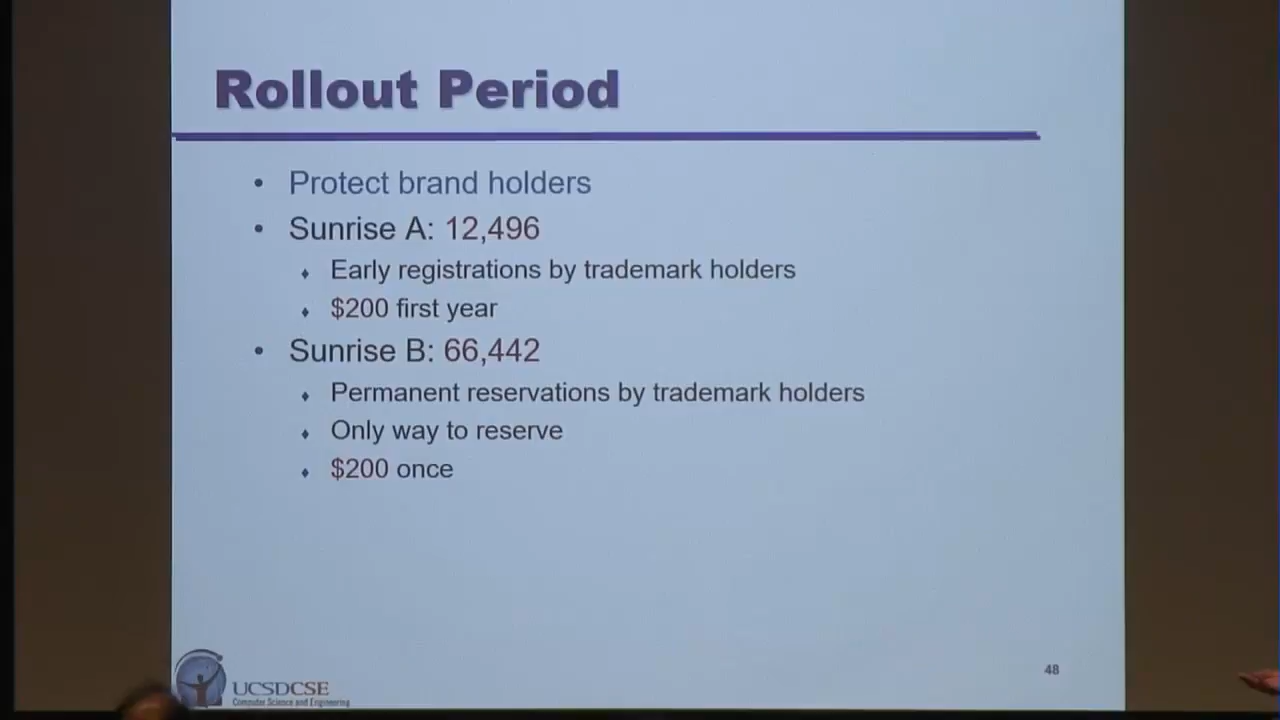 Rollout Period
• Protect brand holders
• Sunrise A: 12,496
♦ Early registrations by trademark holders
♦ $200 first year
• Sunrise B: 66,442
♦ Permanent reservations by trademark holders
♦ Only way to reserve
♦ $200 once
48
UCSDCSE
Computer Science and Engineering